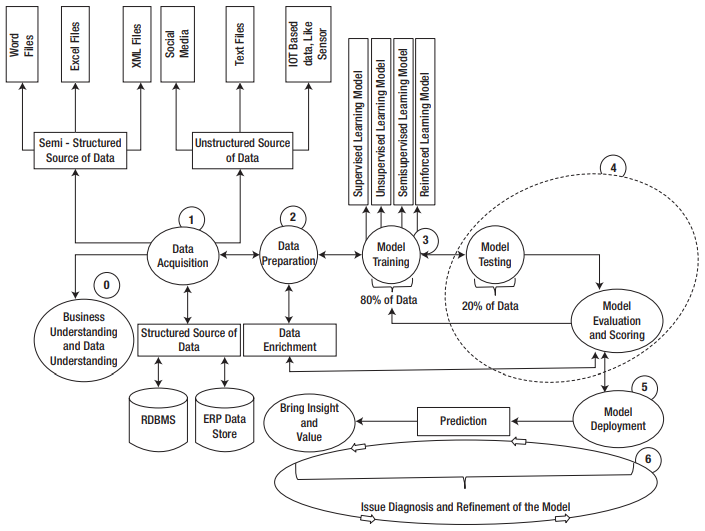 Word
Files
Excel Files
XML Files
Social
Media
Text Files
IOT Based
data, Like
Sensor
Supervised Learning Model
Unsupervised Learning Model
Semisupervised Learning Model
Reinforced Learning Model
Semi - Structured
Source of Data
Unstructured Source
of Data
4
1
2
3
Data
Acquisition
Data
Preparation
Model
Training
Model
Testing
0
80% of Data
20% of Data
Business
Understanding
and Data
Understanding
Model
Evaluation
and Scoring
Structured Source of
Data
Data
Enrichment
5
RDBMS
ERP Data
Store
Bring Insight
and
Value
Prediction
Model
Deployment
6
Issue Diagnosis and Refinement of the Model